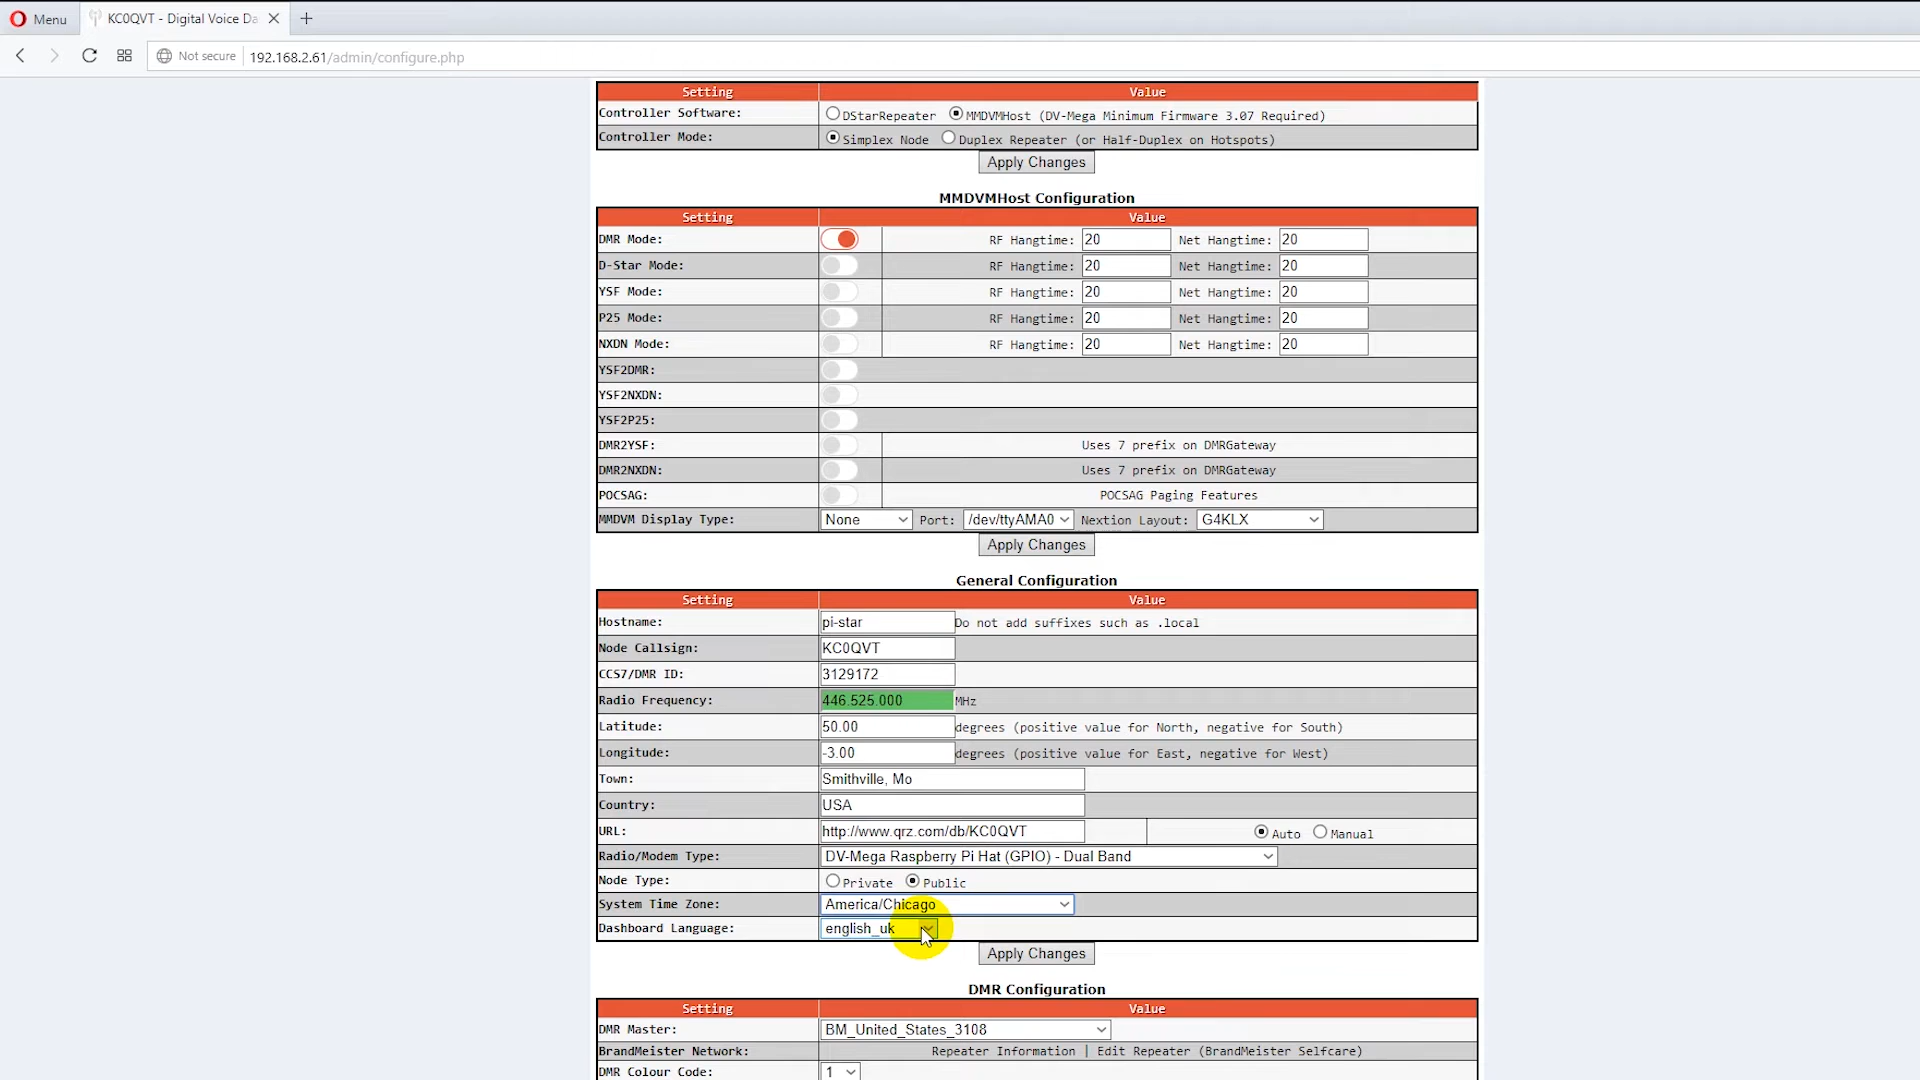 Menu
KC0QVT - Digital Voice Da
Not secure 192.168.2.61/admin/configure.php
Setting Value
Controller Software: DStarRepeater MMDVMHost (DV-Mega Minimum Firmware 3.07 Required)
Controller Mode: Simplex Node Duplex Repeater (or Half-Duplex on Hotspots)
Apply Changes
MMDVMHost Configuration
Setting Value
DMR Mode: RF Hangtime: 20 Net Hangtime: 20
D-Star Mode: RF Hangtime: 20 Net Hangtime: 20
YSF Mode: RF Hangtime: 20 Net Hangtime: 20
P25 Mode: RF Hangtime: 20 Net Hangtime: 20
NXDN Mode: RF Hangtime: 20 Net Hangtime: 20
YSF2DMR:
YSF2NXDN:
YSF2P25:
DMR2YSF: Uses 7 prefix on DMRGateway
DMR2NXDN: Uses 7 prefix on DMRGateway
POCSAG: POCSAG Paging Features
MMDVM Display Type: None Port: /dev/ttyAMA0 Nextion Layout: G4KLX
Apply Changes
General Configuration
Setting Value
Hostname: pi-star Do not add suffixes such as .local
Node Callsign: KC0QVT
CCS7/DMR ID: 3129172
Radio Frequency: 446.525.000 MHz
Latitude: 50.00 degrees (positive value for North, negative for South)
Longitude: -3.00 degrees (positive value for East, negative for West)
Town: Smithville, Mo
Country: USA
URL: http://www.qrz.com/db/KC0QVT Auto Manual
Radio/Modem Type: DV-Mega Raspberry Pi Hat (GPIO) - Dual Band
Node Type: Private Public
System Time Zone: America/Chicago
Dashboard Language: english_uk
Apply Changes
DMR Configuration
Setting Value
DMR Master: BM_United_States_3108
BrandMeister Network: Repeater Information | Edit Repeater (BrandMeister Selfcare)
DMR Colour Code: 1